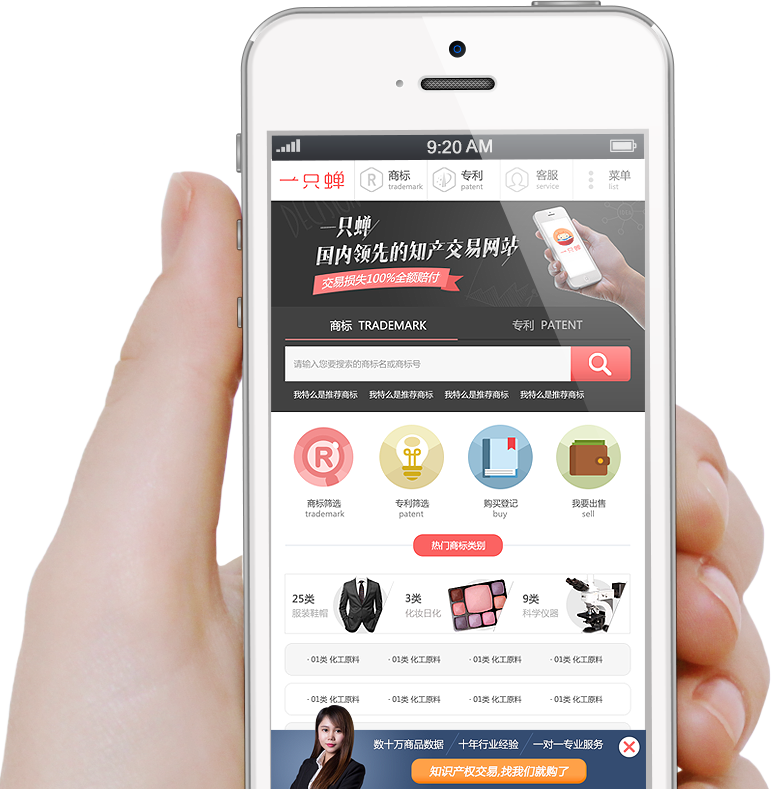 9:20 AM
一只蝉
商标
trademark
专利
patent
客服
service
菜单
list
一只蝉
国内领先的知产交易网站
交易损失100%全额赔付
一只蝉
商标 TRADEMARK
专利 PATENT
请输入您要搜索的商标名或商标号
我特么是推荐商标 我特么是推荐商标 我特么是推荐商标 我特么是推荐商标
R
商标筛选
trademark
专利筛选
patent
购买登记
buy
我要出售
sell
热门商标类别
25类
服装鞋帽
3类
化妆日化
9类
科学仪器
· 01类 化工原料 · 01类 化工原料 · 01类 化工原料 · 01类 化工原料
· 01类 化工原料 · 01类 化工原料 · 01类 化工原料 · 01类 化工原料
数十万商品数据 十年行业经验 一对一专业服务
知识产权交易,找我们就购了